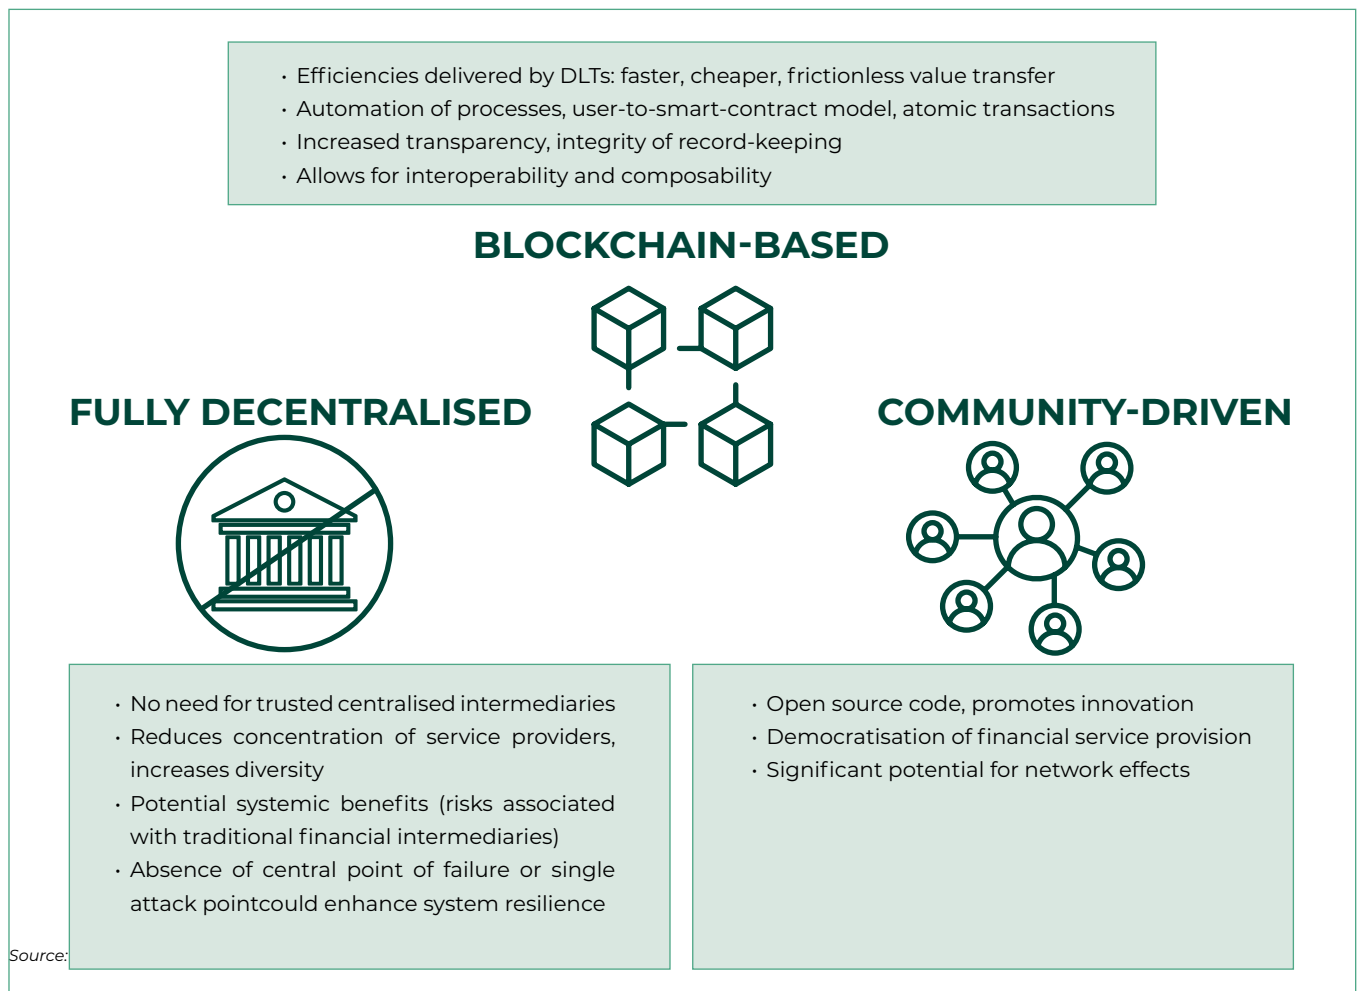 • Efficiencies delivered by DLTs: faster, cheaper, frictionless value transfer
• Automation of processes, user-to-smart-contract model, atomic transactions
• Increased transparency, integrity of record-keeping
• Allows for interoperability and composability
BLOCKCHAIN-BASED
FULLY DECENTRALISED
COMMUNITY-DRIVEN
• No need for trusted centralised intermediaries
• Reduces concentration of service providers,
increases diversity
• Potential systemic benefits (risks associated
with traditional financial intermediaries)
• Absence of central point of failure or single
attack pointcould enhance system resilience
• Open source code, promotes innovation
• Democratisation of financial service provision
• Significant potential for network effects
Source: